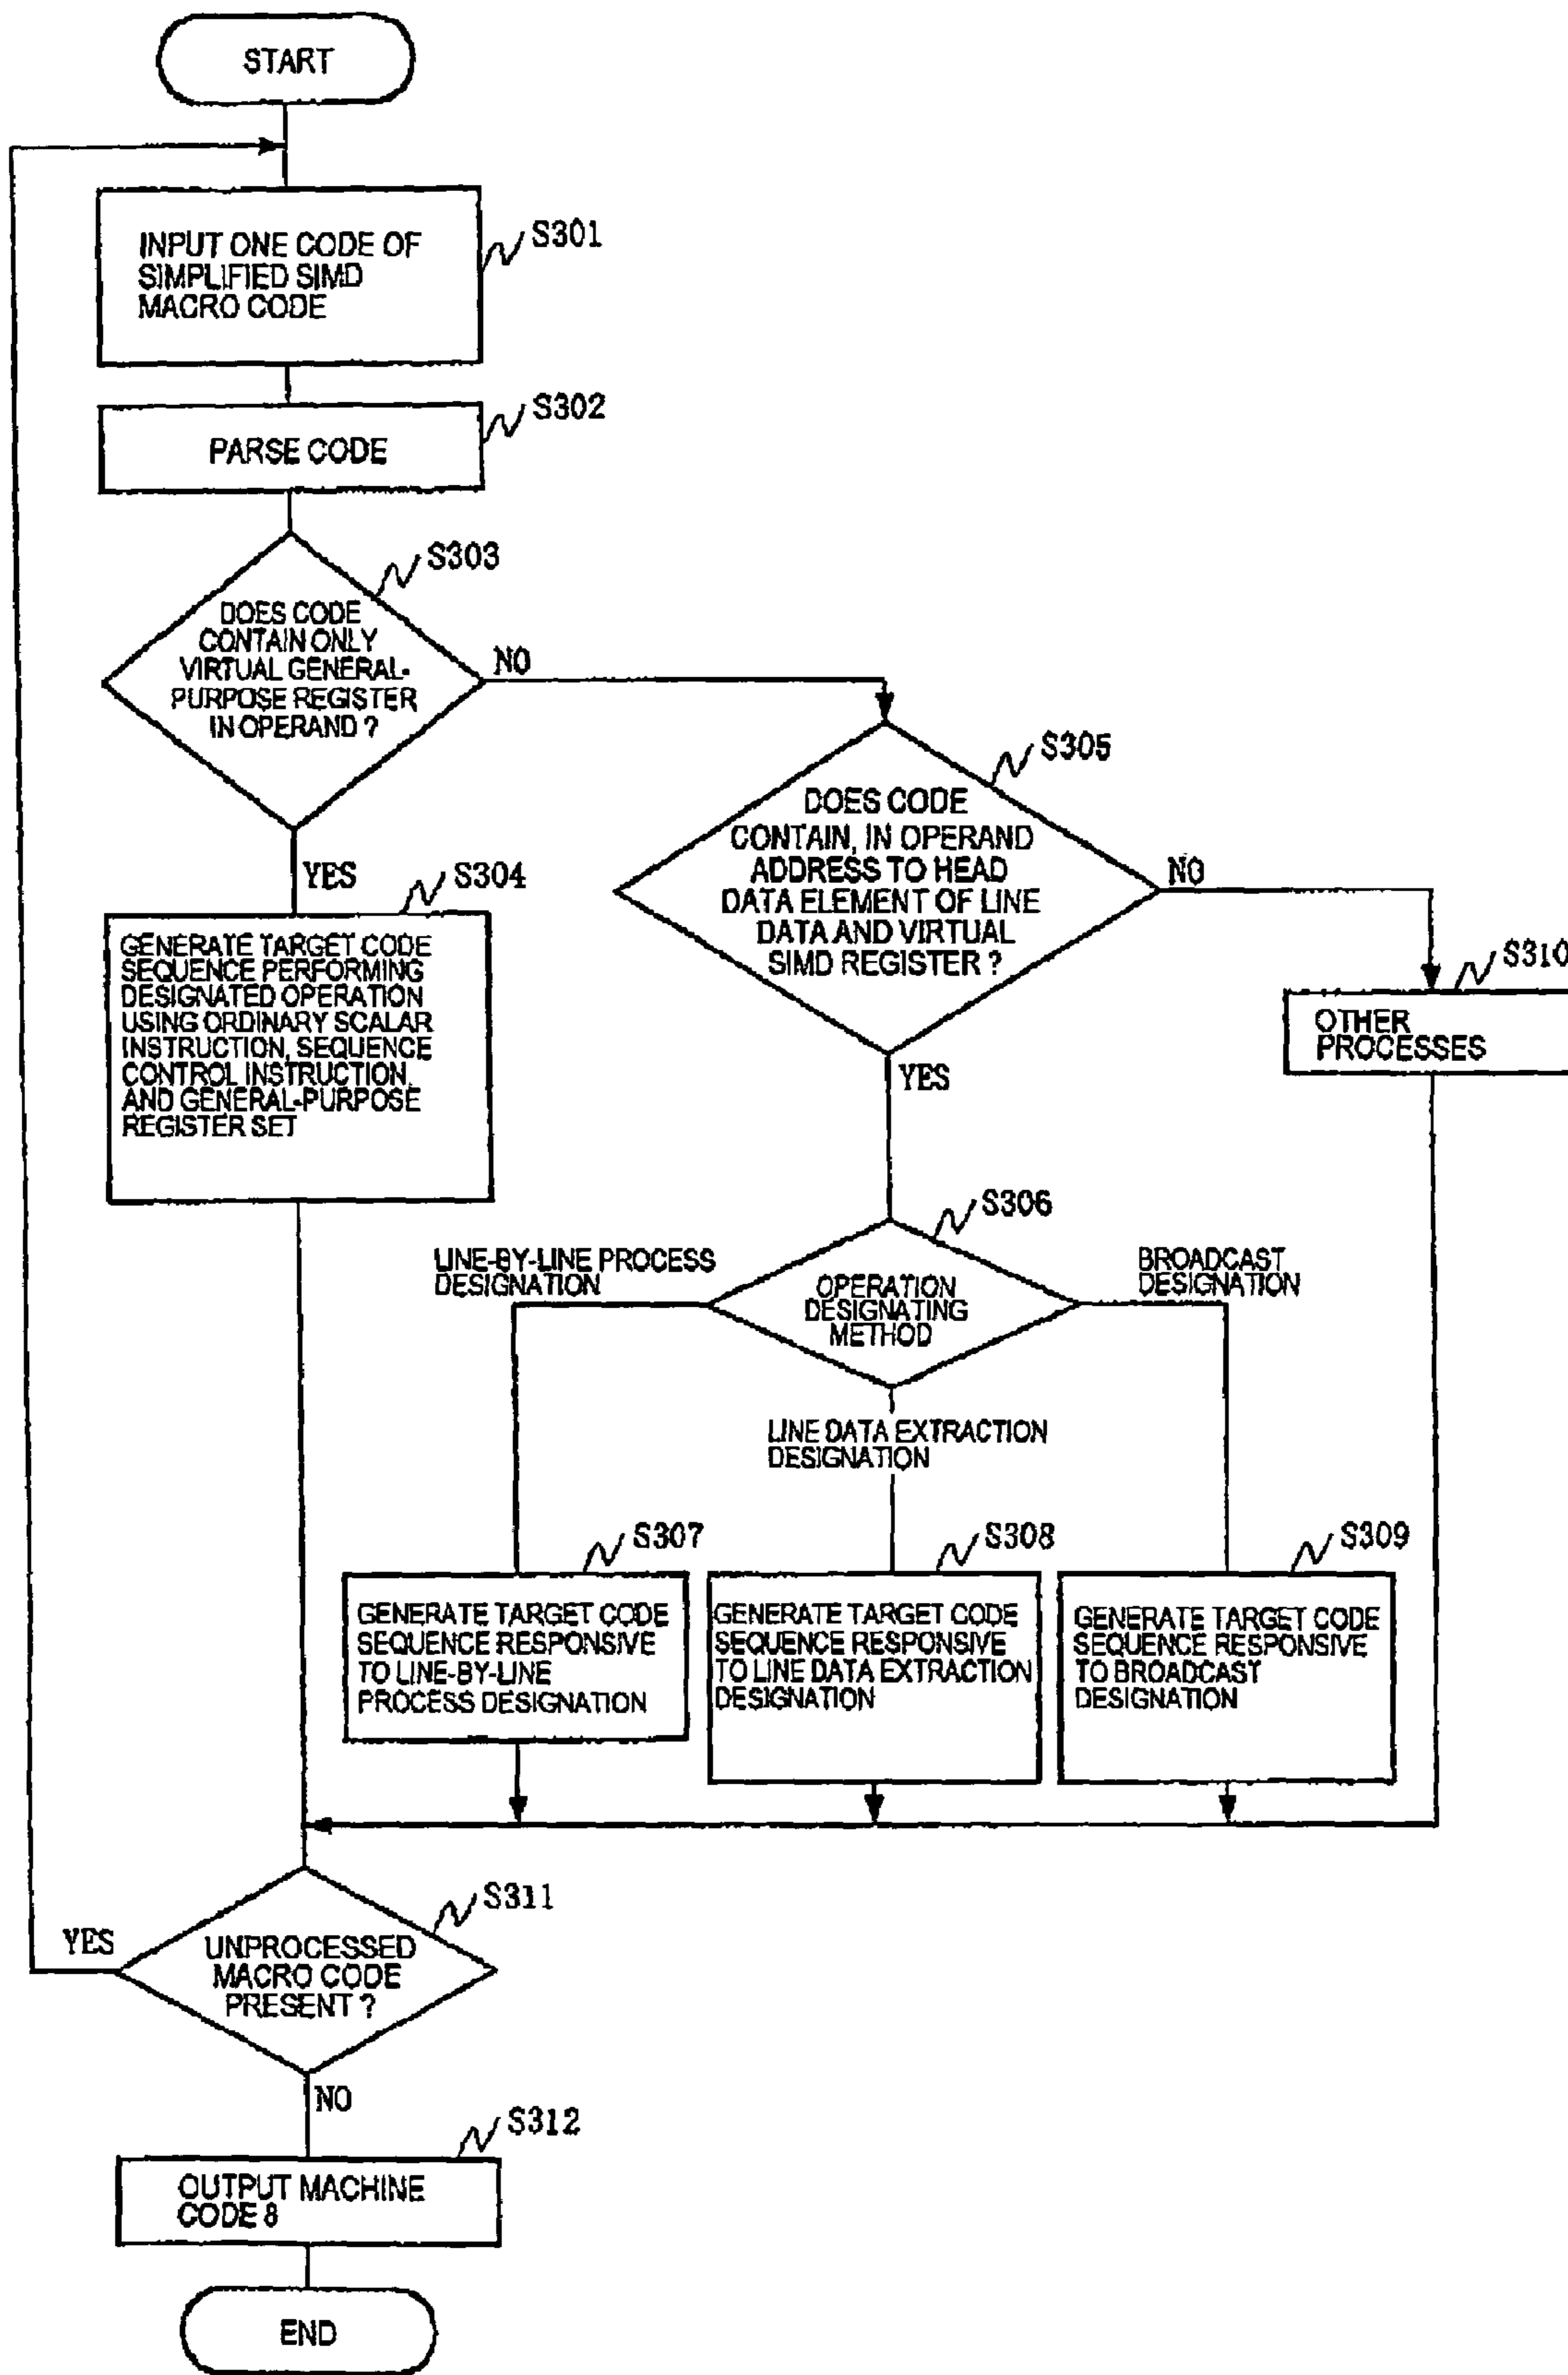 START
INPUT ONE CODE OF
SIMPLIFIED SIMD
MACRO CODE
S301
PARSE CODE
S302
DOES CODE
CONTAIN ONLY
VIRTUAL GENERAL-
PURPOSE REGISTER
IN OPERAND ?
S303
NO
YES
S304
GENERATE TARGET CODE
SEQUENCE PERFORMING
DESIGNATED OPERATION
USING ORDINARY SCALAR
INSTRUCTION, SEQUENCE
CONTROL INSTRUCTION,
AND GENERAL-PURPOSE
REGISTER SET
S305
DOES CODE
CONTAIN, IN OPERAND
ADDRESS TO HEAD
DATA ELEMENT OF LINE
DATA AND VIRTUAL
SIMD REGISTER ?
NO
YES
S310
OTHER
PROCESSES
S306
OPERATION
DESIGNATING
METHOD
LINE-BY-LINE PROCESS
DESIGNATION
BROADCAST
DESIGNATION
LINE DATA EXTRACTION
DESIGNATION
S307
GENERATE TARGET CODE
SEQUENCE RESPONSIVE
TO LINE-BY-LINE
PROCESS DESIGNATION
S308
GENERATE TARGET CODE
SEQUENCE RESPONSIVE
TO LINE DATA EXTRACTION
DESIGNATION
S309
GENERATE TARGET CODE
SEQUENCE RESPONSIVE
TO BROADCAST
DESIGNATION
S311
YES
UNPROCESSED
MACRO CODE
PRESENT ?
NO
S312
OUTPUT MACHINE
CODE 8
END